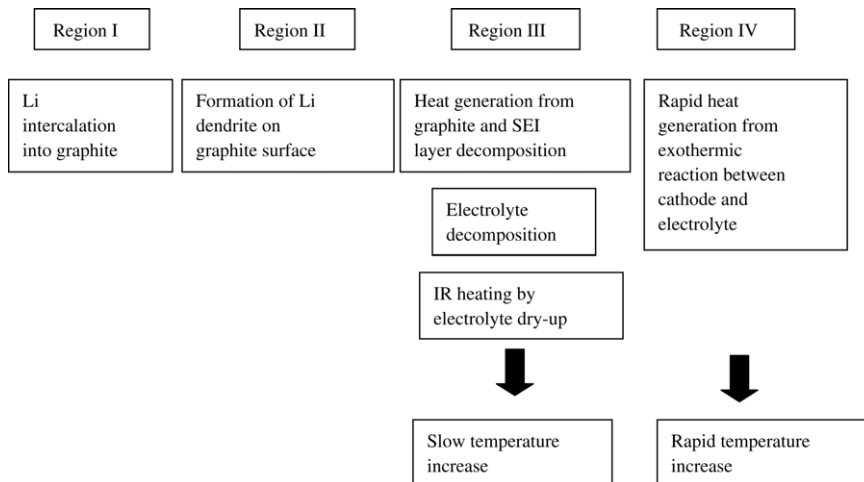 Region I
Region II
Region III
Region IV
Li
intercalation
into graphite
Formation of Li
dendrite on
graphite surface
Heat generation from
graphite and SEI
layer decomposition
Rapid heat
generation from
exothermic
reaction between
cathode and
electrolyte
Electrolyte
decomposition
IR heating by
electrolyte dry-up
Slow temperature
increase
Rapid temperature
increase